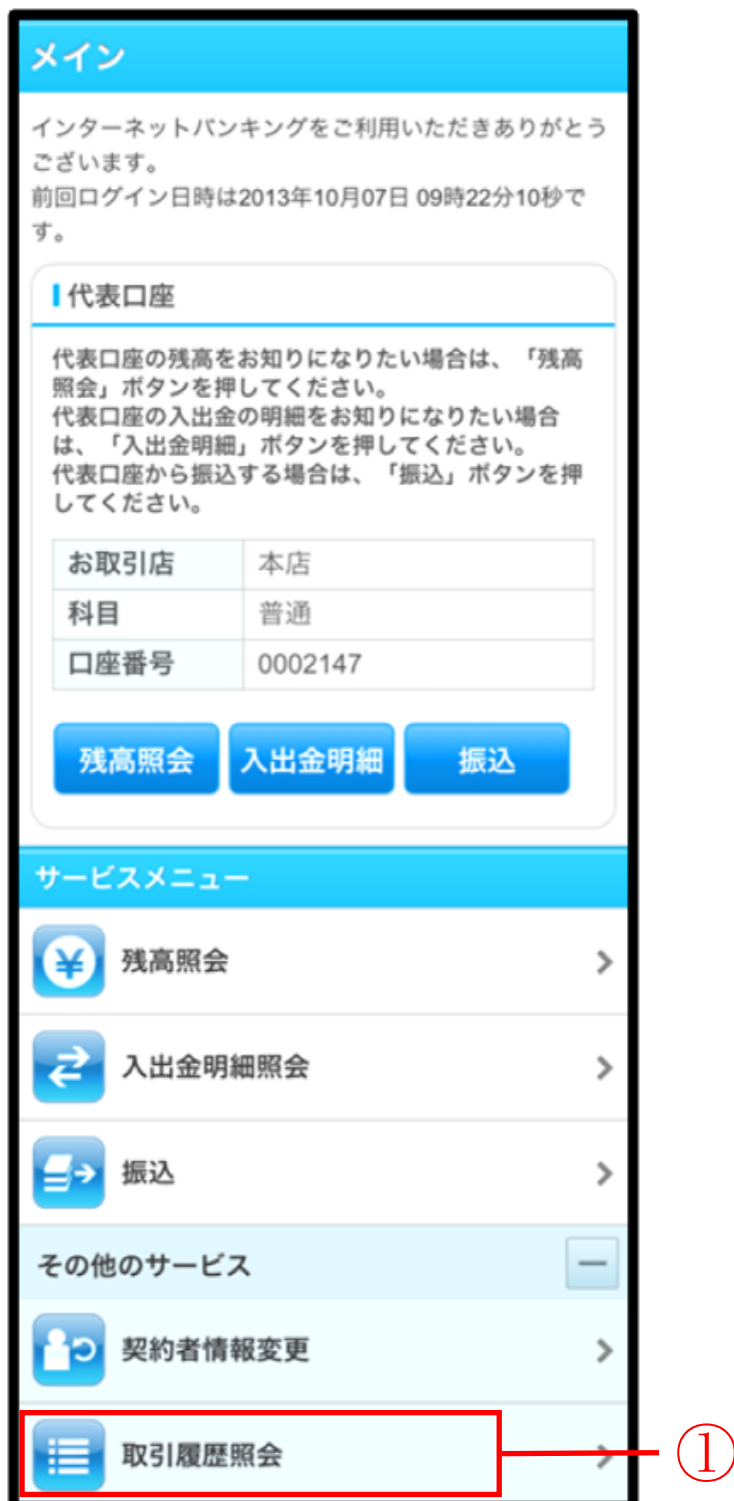 メイン
インターネットバンキングをご利用いただきありがとう
ございます。
前回ログイン日時は2013年10月07日 09時22分10秒で
す。
代表口座
代表口座の残高をお知りになりたい場合は、「残高
照会」ボタンを押してください。
代表口座の入出金の明細をお知りになりたい場合
は、「入出金明細」ボタンを押してください。
代表口座から振込する場合は、「振込」ボタンを押
してください。
お取引店 本店
科目 普通
口座番号 0002147
残高照会 入出金明細 振込
サービスメニュー
¥ 残高照会
入出金明細照会
振込
その他のサービス
契約者情報変更
取引履歴照会
①